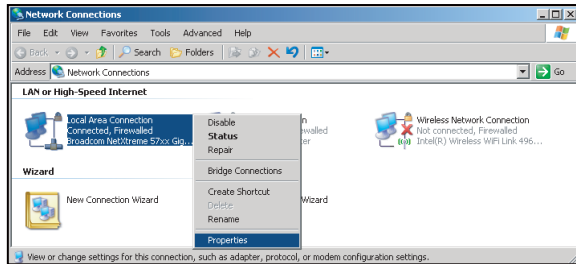 Network Connections
File Edit View Favorites Tools Advanced Help
Back Search Folders
Address Network Connections Go
LAN or High-Speed Internet
Local Area Connection
Connected, Firewalled
Broadcom NetXtreme 57xx Gig...
Disable
Status
Repair
Bridge Connections
Create Shortcut
Delete
Rename
Properties
Wireless Network Connection
Not connected, Firewalled
Intel(R) Wireless WiFi Link 496...
Wizard
New Connection Wizard
Wizard
View or change settings for this connection, such as adapter, protocol, or modem configuration settings.